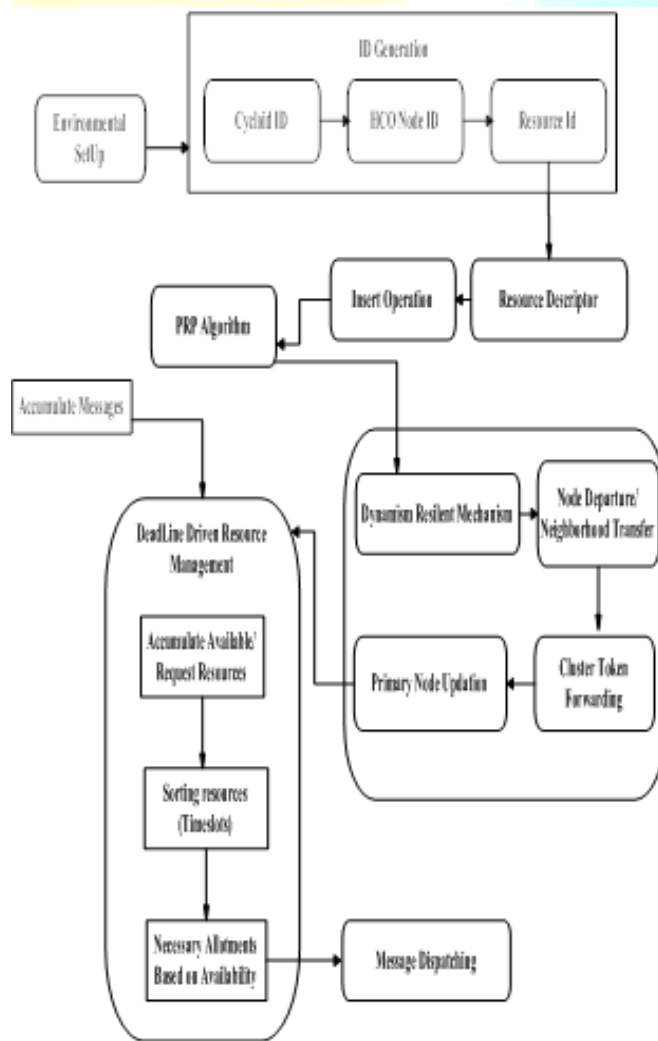 ID Generation
Cycloid ID
HCO Node ID
Resource Id
Environmental
SetUp
Insert Operation
Resource Descriptor
PRP Algorithm
Accumulate Messages
Dynamism Resilent Mechanism
Node Departure/
Neighborhood Transfer
DeadLine Driven Resource
Management
Accumulate Available/
Request Resources
Primary Node Updation
Cluster Token
Forwarding
Sorting resources
(Timeslots)
Necessary Allotments
Based on Availability
Message Dispatching